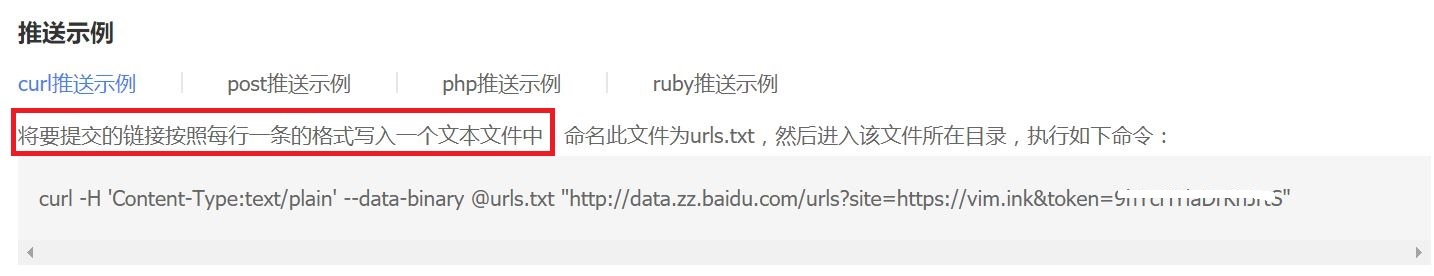 推送示例
curl推送示例 post推送示例 php推送示例 ruby推送示例
将要提交的链接按照每行一条的格式写入一个文本文件中 命名此文件为urls.txt，然后进入该文件所在目录，执行如下命令：
curl -H 'Content-Type:text/plain' --data-binary @urls.txt "http://data.zz.baidu.com/urls?site=https://vim.ink&token=